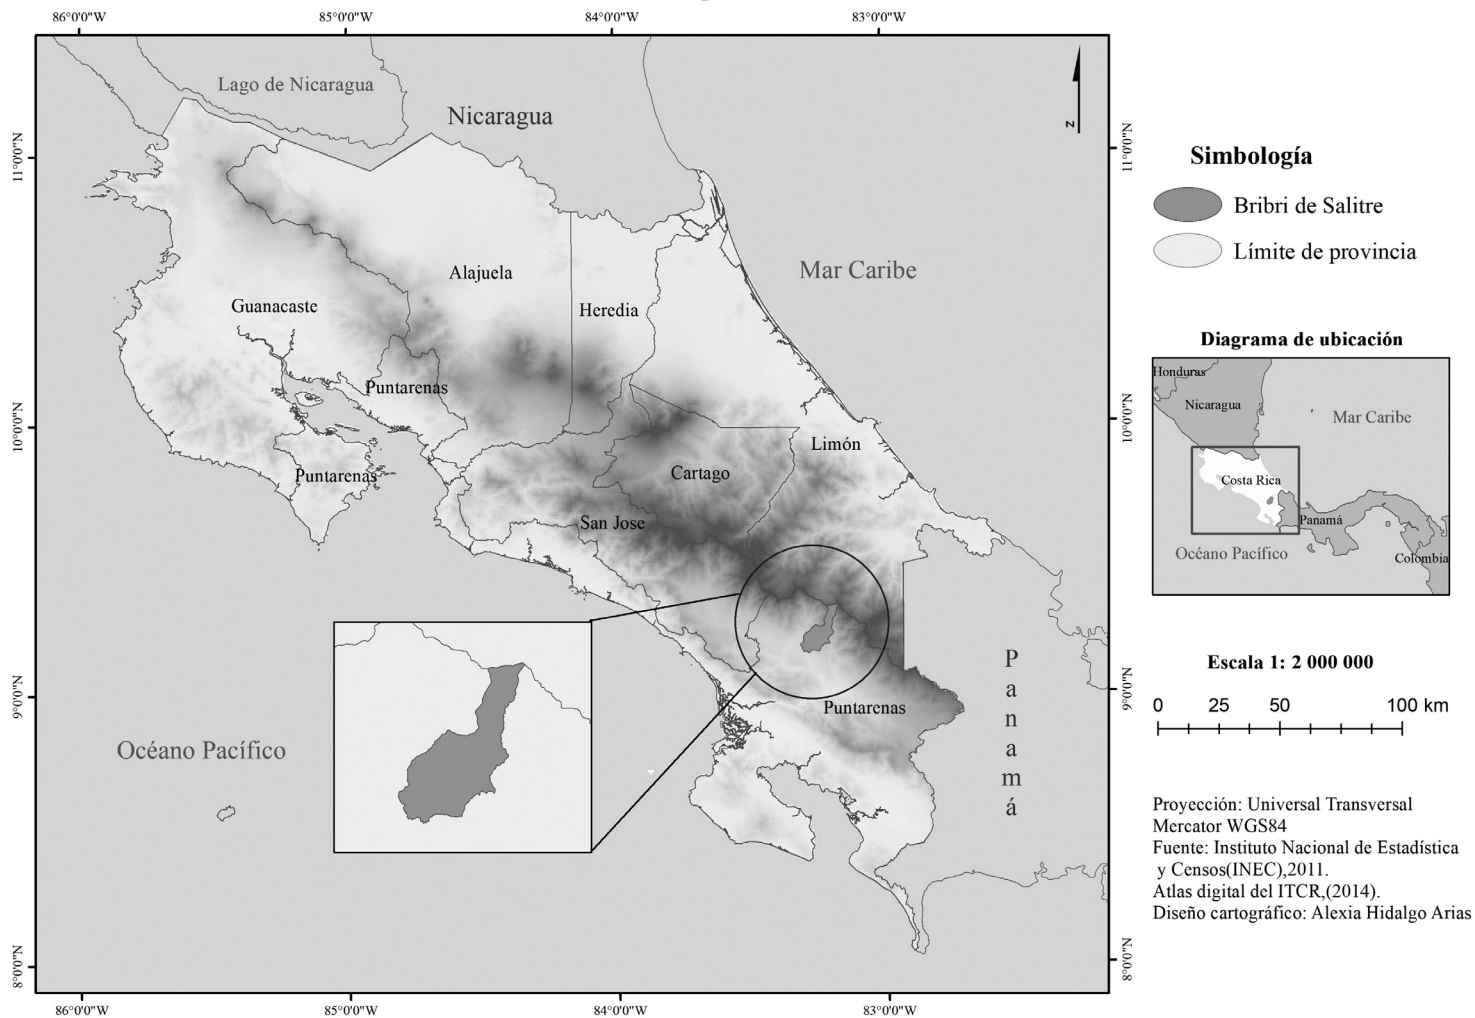 86°0'0"W
85°0'0"W
84°0'0"W
83°0'0"W
Lago de Nicaragua
Nicaragua
N
11°0'0"N
11°0'0"N
Simbología
Bribri de Salitre
Límite de provincia
Mar Caribe
Alajuela
Guanacaste
Heredia
Puntarenas
10°0'0"N
10°0'0"N
Limón
Cartago
Puntarenas
San Jose
Diagrama de ubicación
Honduras
Nicaragua
Mar Caribe
Costa Rica
Panamá
Océano Pacífico
Colombia
Panamá
Escala 1: 2 000 000
0 25 50 100 km
9°0'0"N
9°0'0"N
Puntarenas
Océano Pacífico
Proyección: Universal Transversal
Mercator WGS84
Fuente: Instituto Nacional de Estadística
y Censos(INEC),2011.
Atlas digital del ITCR,(2014).
Diseño cartográfico: Alexia Hidalgo Arias
8°0'0"N
8°0'0"N
86°0'0"W
85°0'0"W
84°0'0"W
83°0'0"W